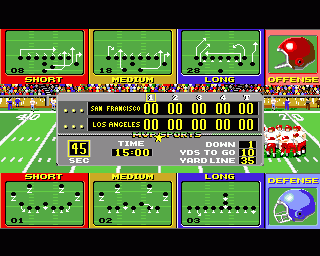 08 18 28
SHORT MEDIUM LONG OFFENSE
1 2 3 4 T
SAN FRANCISCO 00 00 00 00 00
LOS ANGELES 00 00 00 00 00
MVP SPORTS
45 SEC
TIME 15:00
DOWN 1
YDS TO GO 10
YARD LINE 35
SHORT MEDIUM LONG DEFENSE
01 02 03